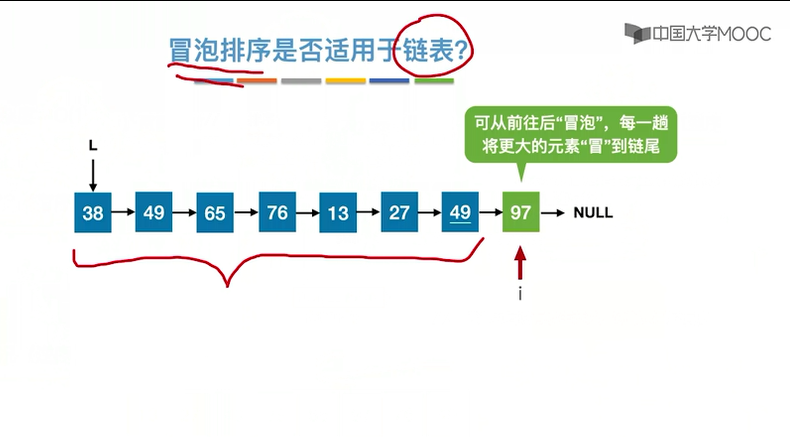 冒泡排序是否适用于链表?
中国大学MOOC
可从前往后“冒泡”，每一趟
将更大的元素“冒”到链尾
L
38 49 65 76 13 27 49 97 NULL
i